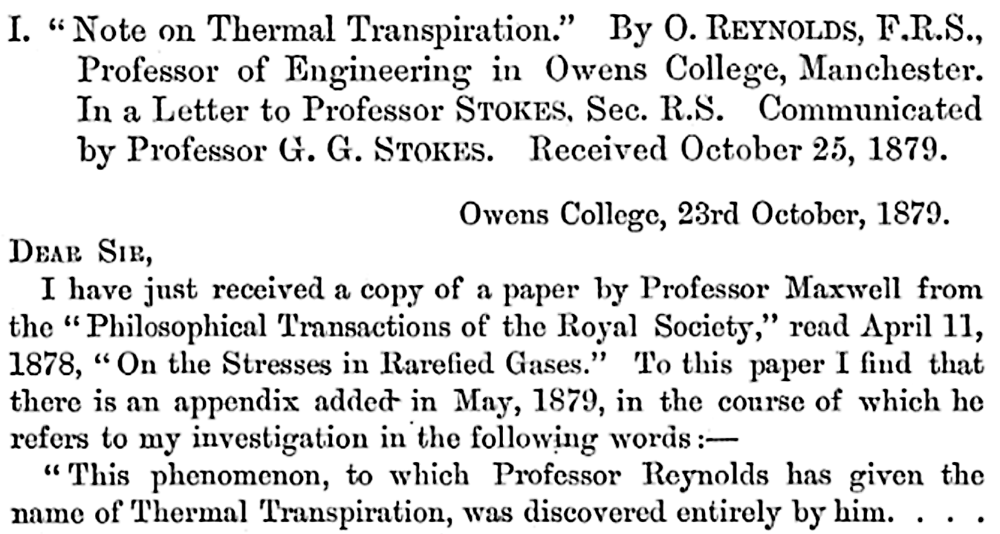 I. “Note on Thermal Transpiration.” By O. REYNOLDS, F.R.S.,
Professor of Engineering in Owens College, Manchester.
In a Letter to Professor STOKES, Sec. R.S. Communicated
by Professor G. G. STOKES. Received October 25, 1879.
Owens College, 23rd October, 1879.
DEAR SIR,
I have just received a copy of a paper by Professor Maxwell from
the “Philosophical Transactions of the Royal Society,” read April 11,
1878, “On the Stresses in Rarefied Gases.” To this paper I find that
there is an appendix added in May, 1879, in the course of which he
refers to my investigation in the following words:—
“This phenomenon, to which Professor Reynolds has given the
name of Thermal Transpiration, was discovered entirely by him. . . .